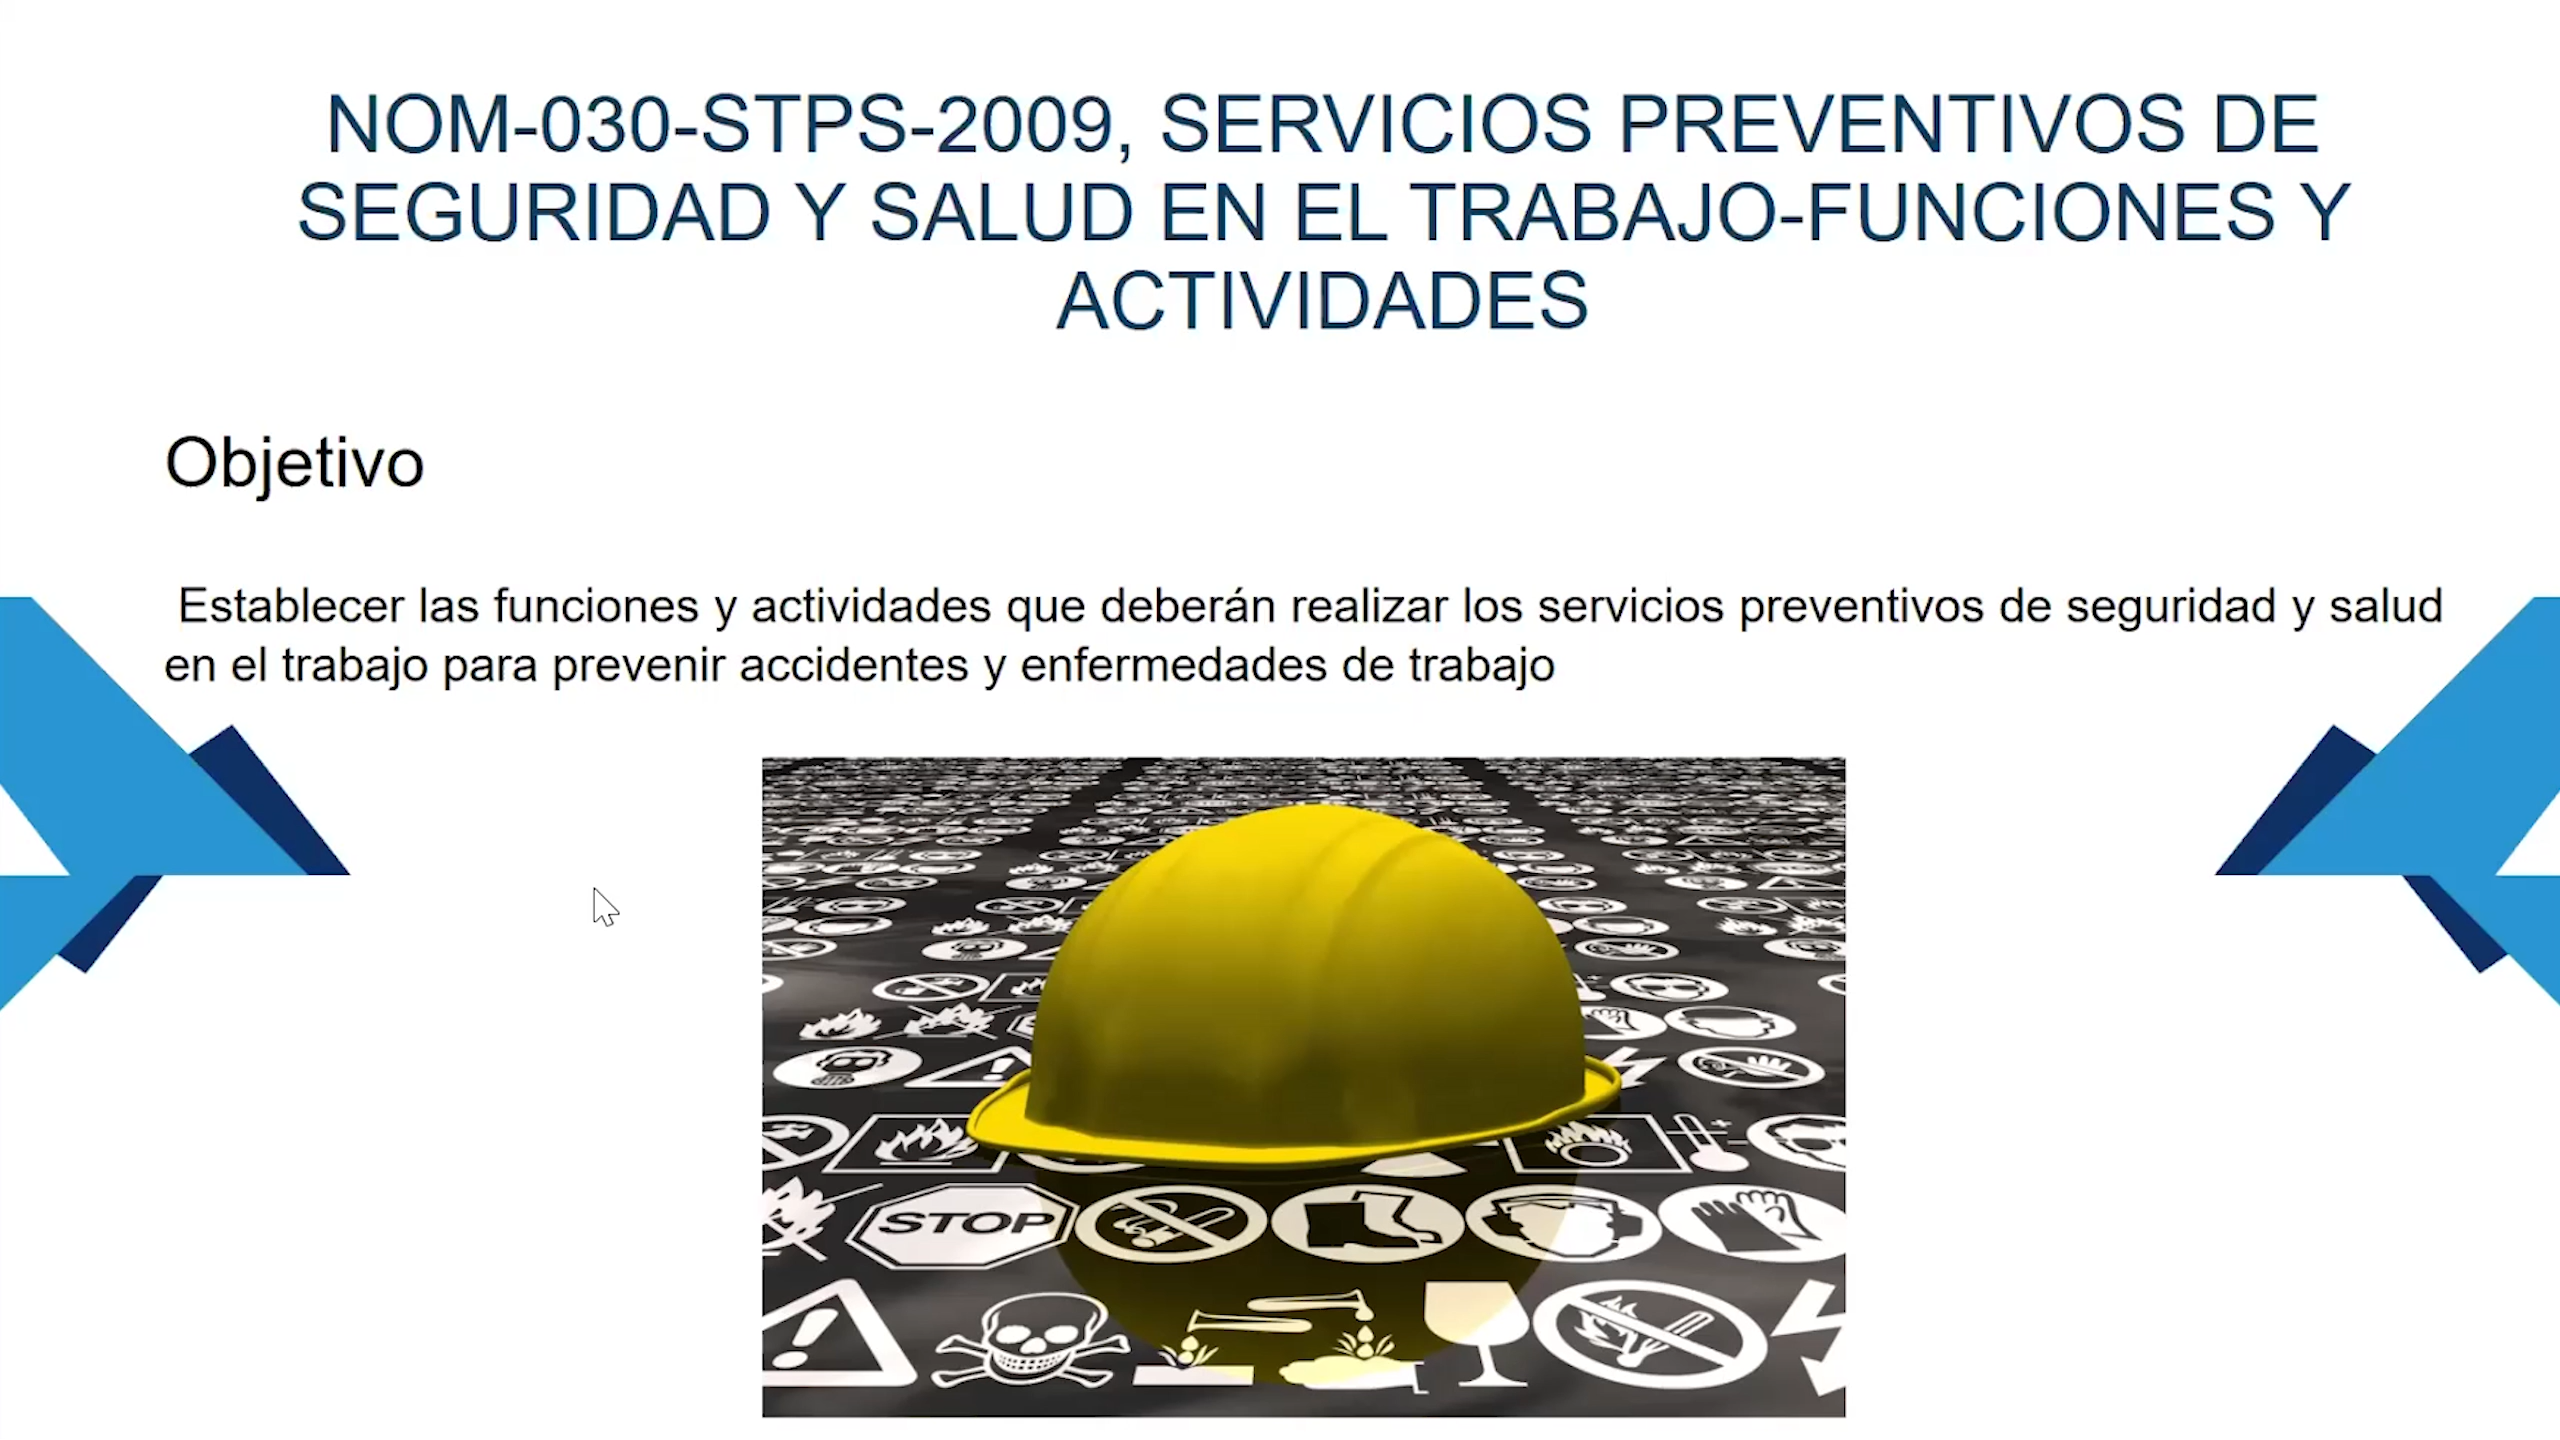 NOM-030-STPS-2009, SERVICIOS PREVENTIVOS DE
SEGURIDAD Y SALUD EN EL TRABAJO-FUNCIONES Y
ACTIVIDADES
Objetivo
Establecer las funciones y actividades que deberán realizar los servicios preventivos de seguridad y salud
en el trabajo para prevenir accidentes y enfermedades de trabajo
STOP